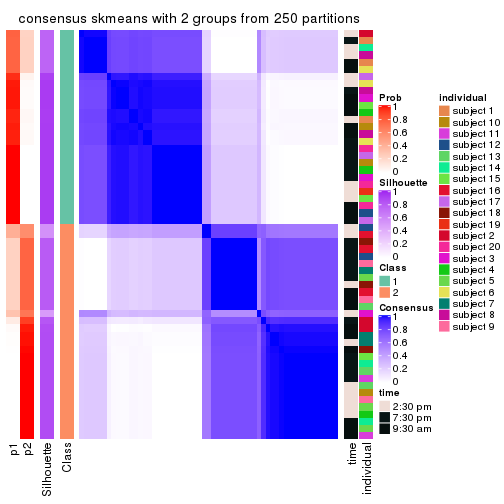 consensus skmeans with 2 groups from 250 partitions
p1
p2
Silhouette
Class
time
individual
Prob
1
0.8
0.6
0.4
0.2
0
Silhouette
1
0.8
0.6
0.4
0.2
0
Class
1
2
Consensus
1
0.8
0.6
0.4
0.2
0
time
2:30 pm
7:30 pm
9:30 am
individual
subject 1
subject 10
subject 11
subject 12
subject 13
subject 14
subject 15
subject 16
subject 17
subject 18
subject 19
subject 2
subject 20
subject 3
subject 4
subject 5
subject 6
subject 7
subject 8
subject 9